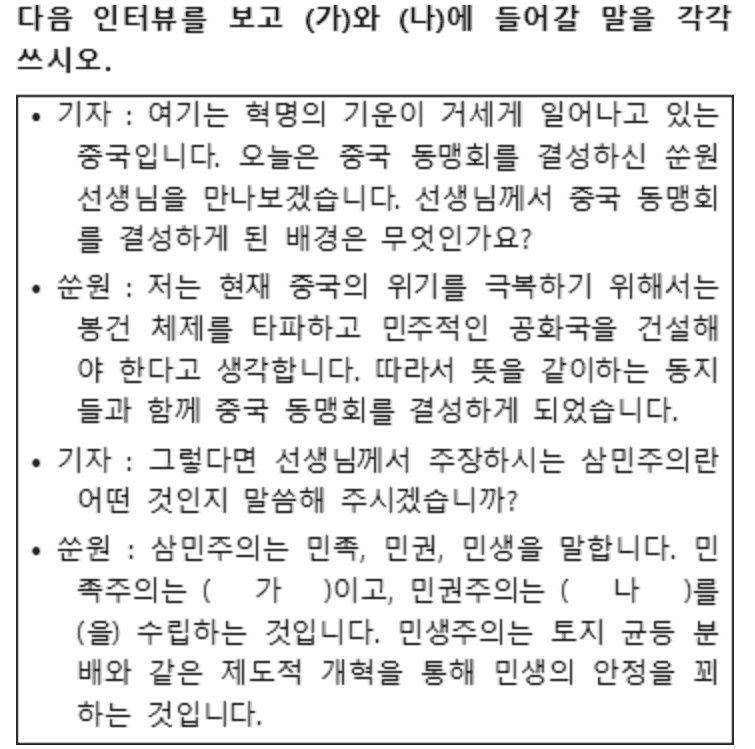 다음 인터뷰를 보고 (가)와 (나)에 들어갈 말을 각각
쓰시오.
• 기자 : 여기는 혁명의 기운이 거세게 일어나고 있는
중국입니다. 오늘은 중국 동맹회를 결성하신 쑨원
선생님을 만나보겠습니다. 선생님께서 중국 동맹회
를 결성하게 된 배경은 무엇인가요?
• 쑨원 : 저는 현재 중국의 위기를 극복하기 위해서는
봉건 체제를 타파하고 민주적인 공화국을 건설해
야 한다고 생각합니다. 따라서 뜻을 같이하는 동지
들과 함께 중국 동맹회를 결성하게 되었습니다.
• 기자 : 그렇다면 선생님께서 주장하시는 삼민주의란
어떤 것인지 말씀해 주시겠습니까?
• 쑨원 : 삼민주의는 민족, 민권, 민생을 말합니다. 민
족주의는 ( 가 )이고, 민권주의는 ( 나 )를
(을) 수립하는 것입니다. 민생주의는 토지 균등 분
배와 같은 제도적 개혁을 통해 민생의 안정을 꾀
하는 것입니다.